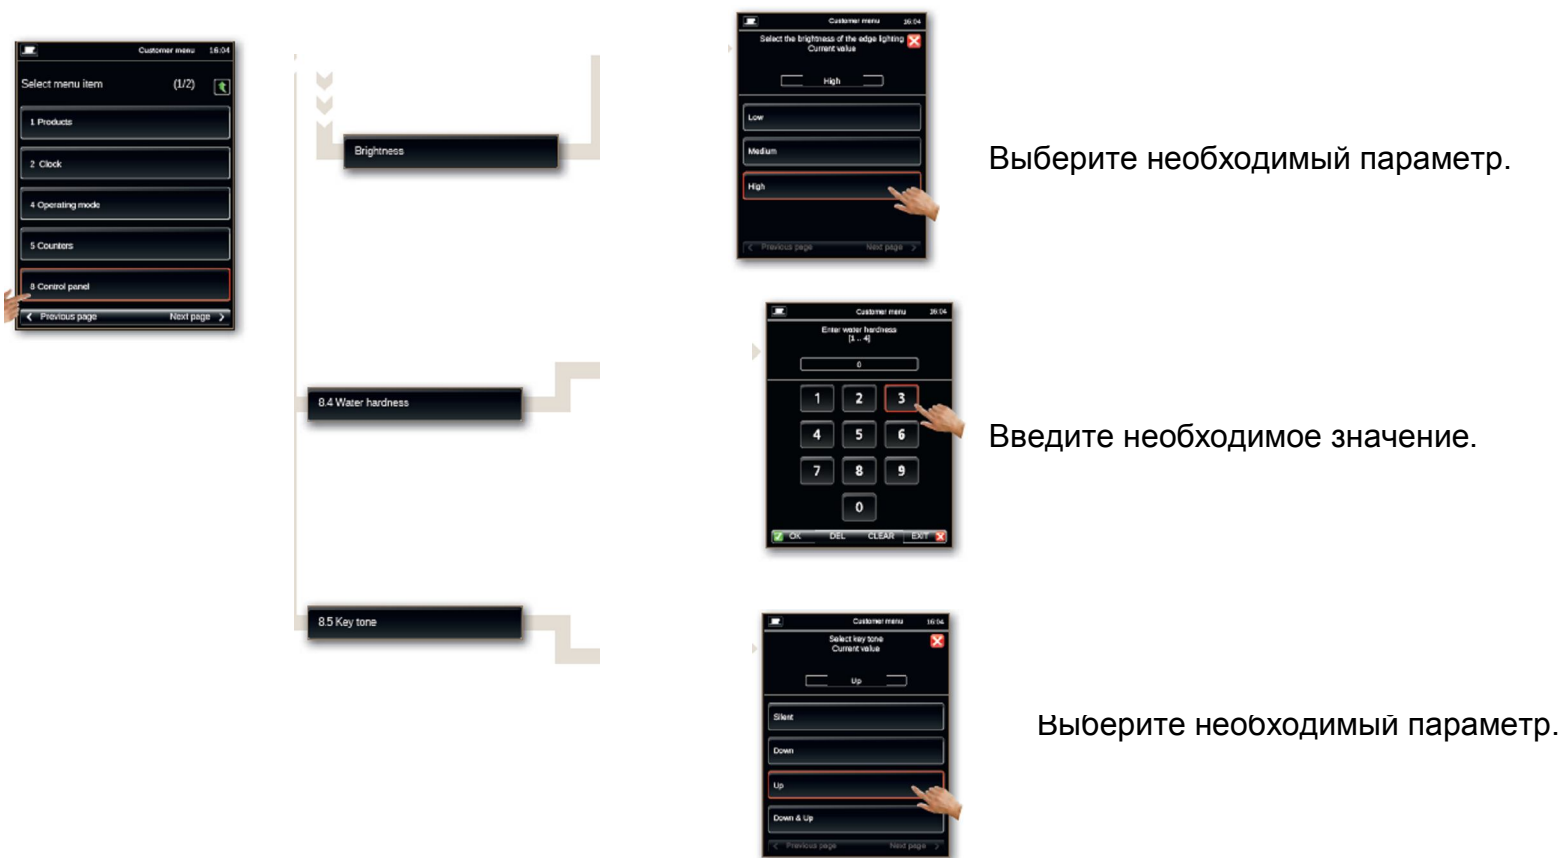 Customer menu 16:04
Select menu item (1/2)
1 Products
2 Clock
4 Operating mode
5 Counters
8 Control panel
Previous page Next page
Brightness
Customer menu 16:04
Select the brightness of the edge lighting
Current value
High
Low
Medium
High
Previous page Next page
Выберите необходимый параметр.
8.4 Water hardness
Customer menu 16:04
Enter water hardness
[1 .. 4]
0
1 2 3
4 5 6
7 8 9
0
OK DEL CLEAR EXIT
Введите необходимое значение.
8.5 Key tone
Customer menu 16:04
Select key tone
Current value
Up
Silent
Down
Up
Down & Up
Previous page Next page
Выберите необходимый параметр.